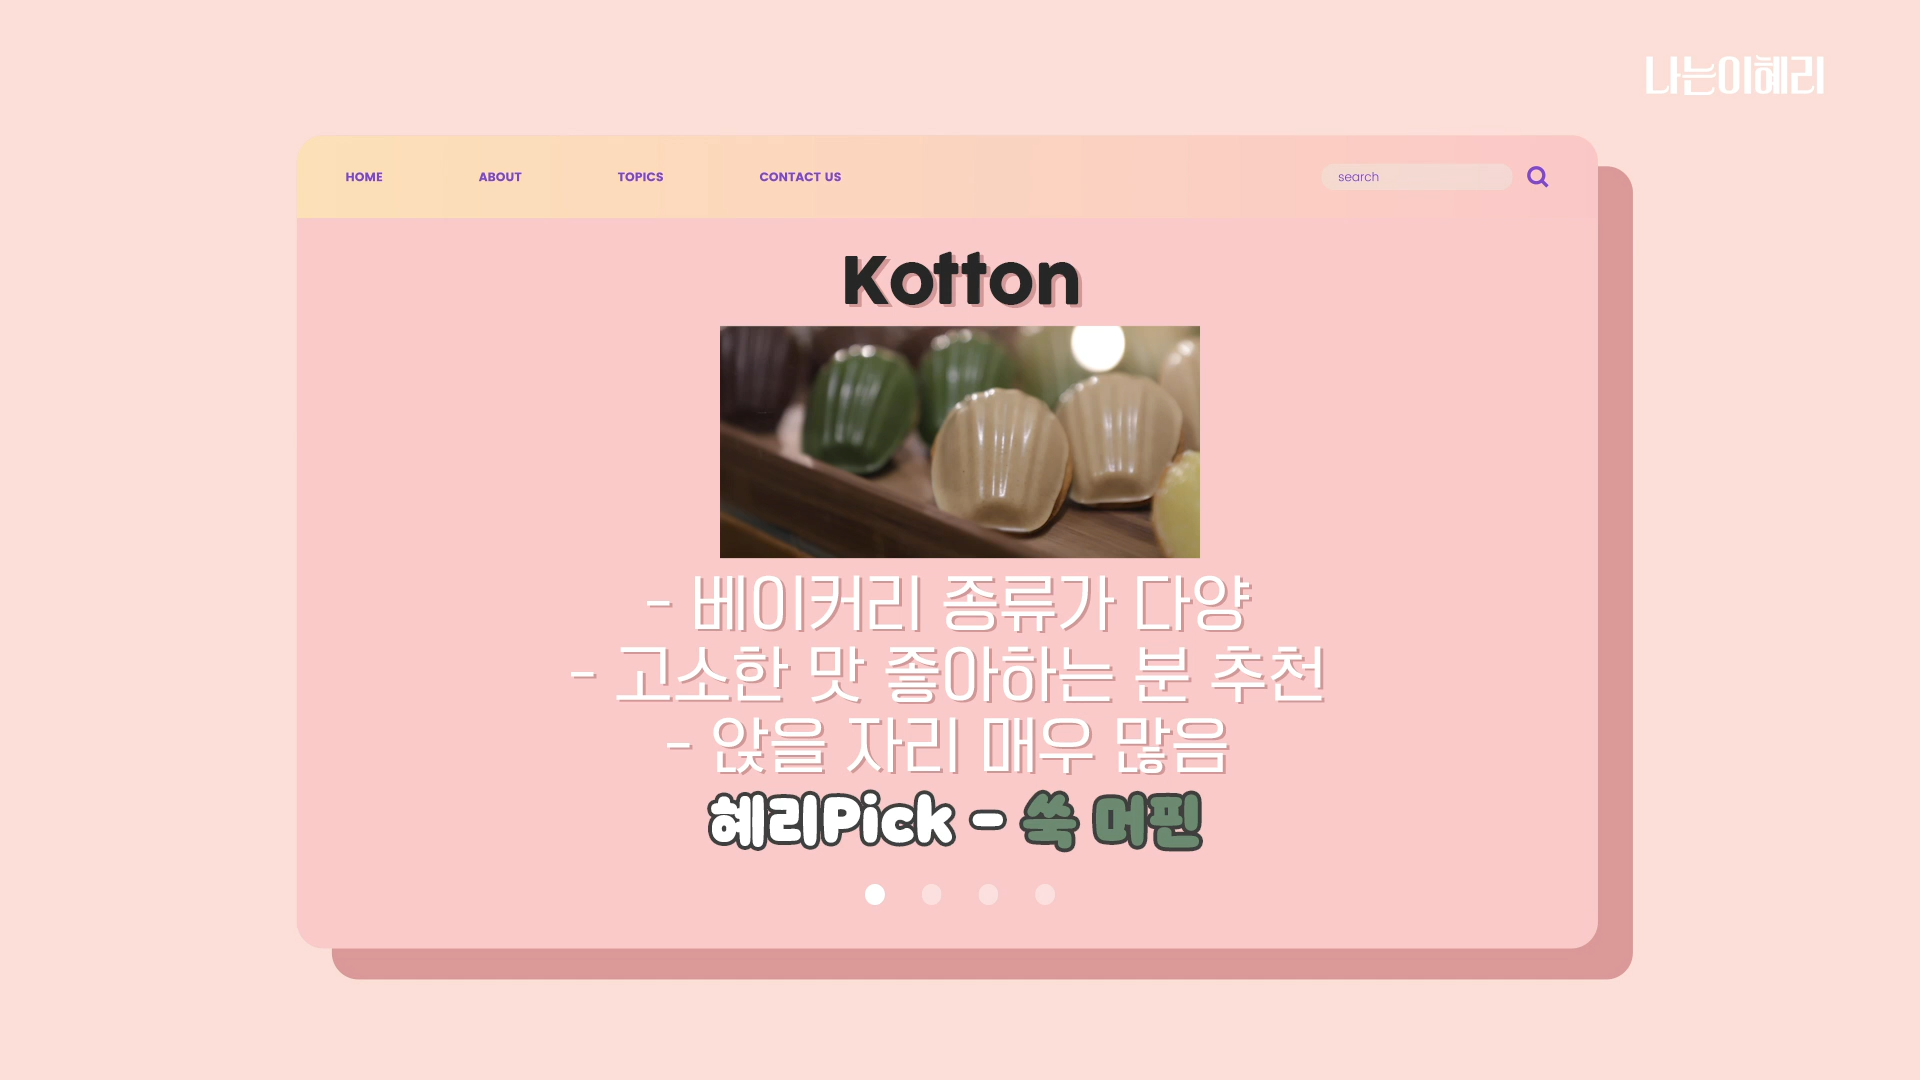 나는이혜리
HOME ABOUT TOPICS CONTACT US search
Kotton
- 베이커리 종류가 다양
- 고소한 맛 좋아하는 분 추천
- 앉을 자리 매우 많음
혜리Pick - 쑥 머핀